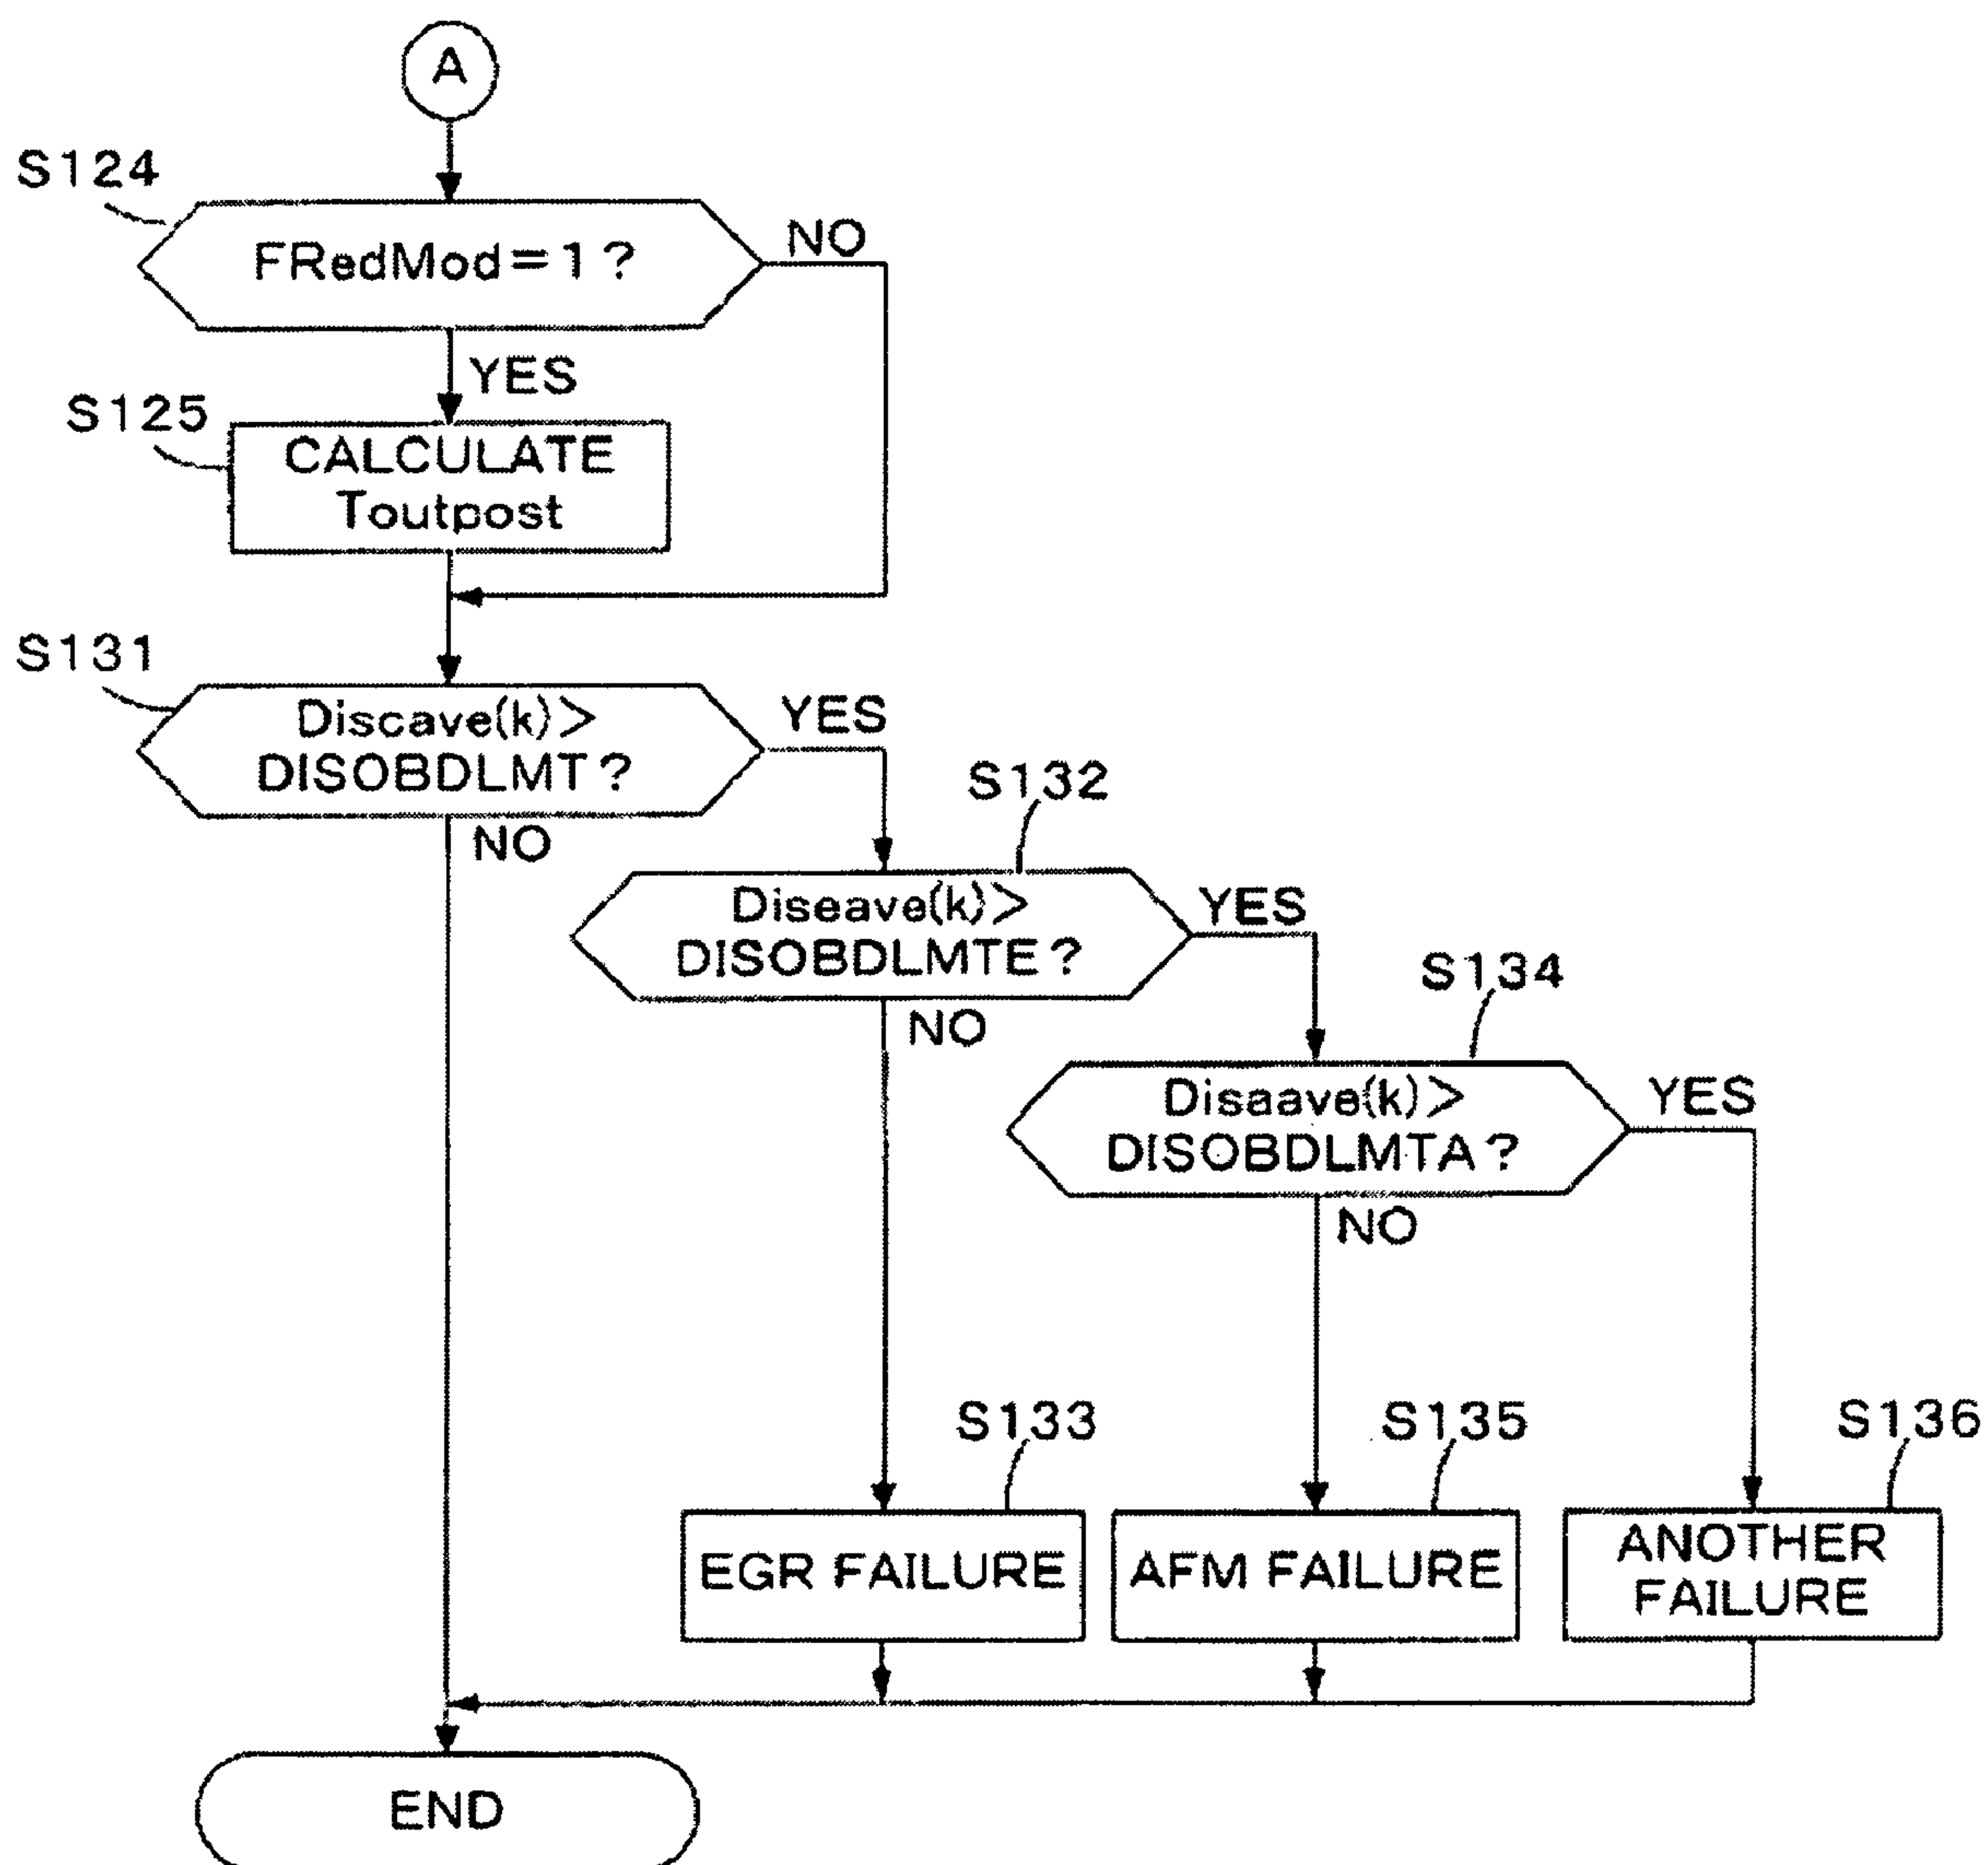 A
S124
FRedMod=1?
NO
YES
S125
CALCULATE
Toutpost
S131
Discave(k)>
DISOBDLMT?
YES
NO
S132
Diseave(k)>
DISOBDLMTE?
YES
NO
S134
Disaave(k)>
DISOBDLMTA?
YES
NO
S133
EGR FAILURE
S135
AFM FAILURE
S136
ANOTHER
FAILURE
END